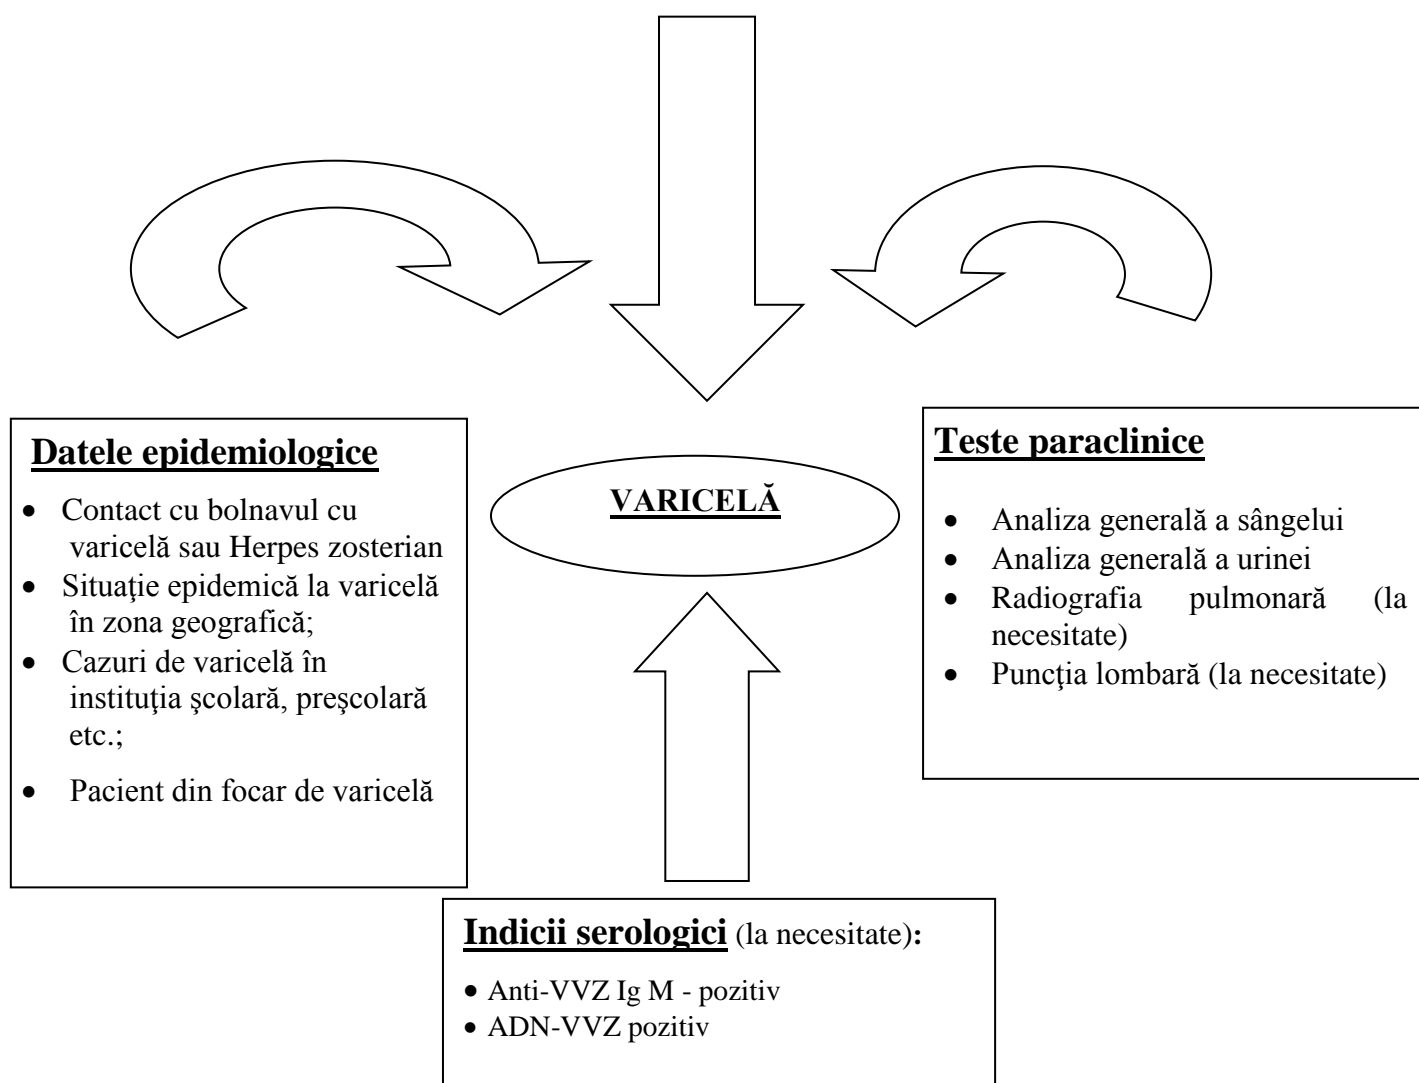 Datele epidemiologice
• Contact cu bolnavul cu
varicelă sau Herpes zosterian
• Situaţie epidemică la varicelă
în zona geografică;
• Cazuri de varicelă în
instituţia şcolară, preşcolară
etc.;
• Pacient din focar de varicelă
VARICELĂ
Teste paraclinice
• Analiza generală a sângelui
• Analiza generală a urinei
• Radiografia pulmonară (la
necesitate)
• Puncţia lombară (la necesitate)
Indicii serologici (la necesitate):
• Anti-VVZ Ig M - pozitiv
• ADN-VVZ pozitiv